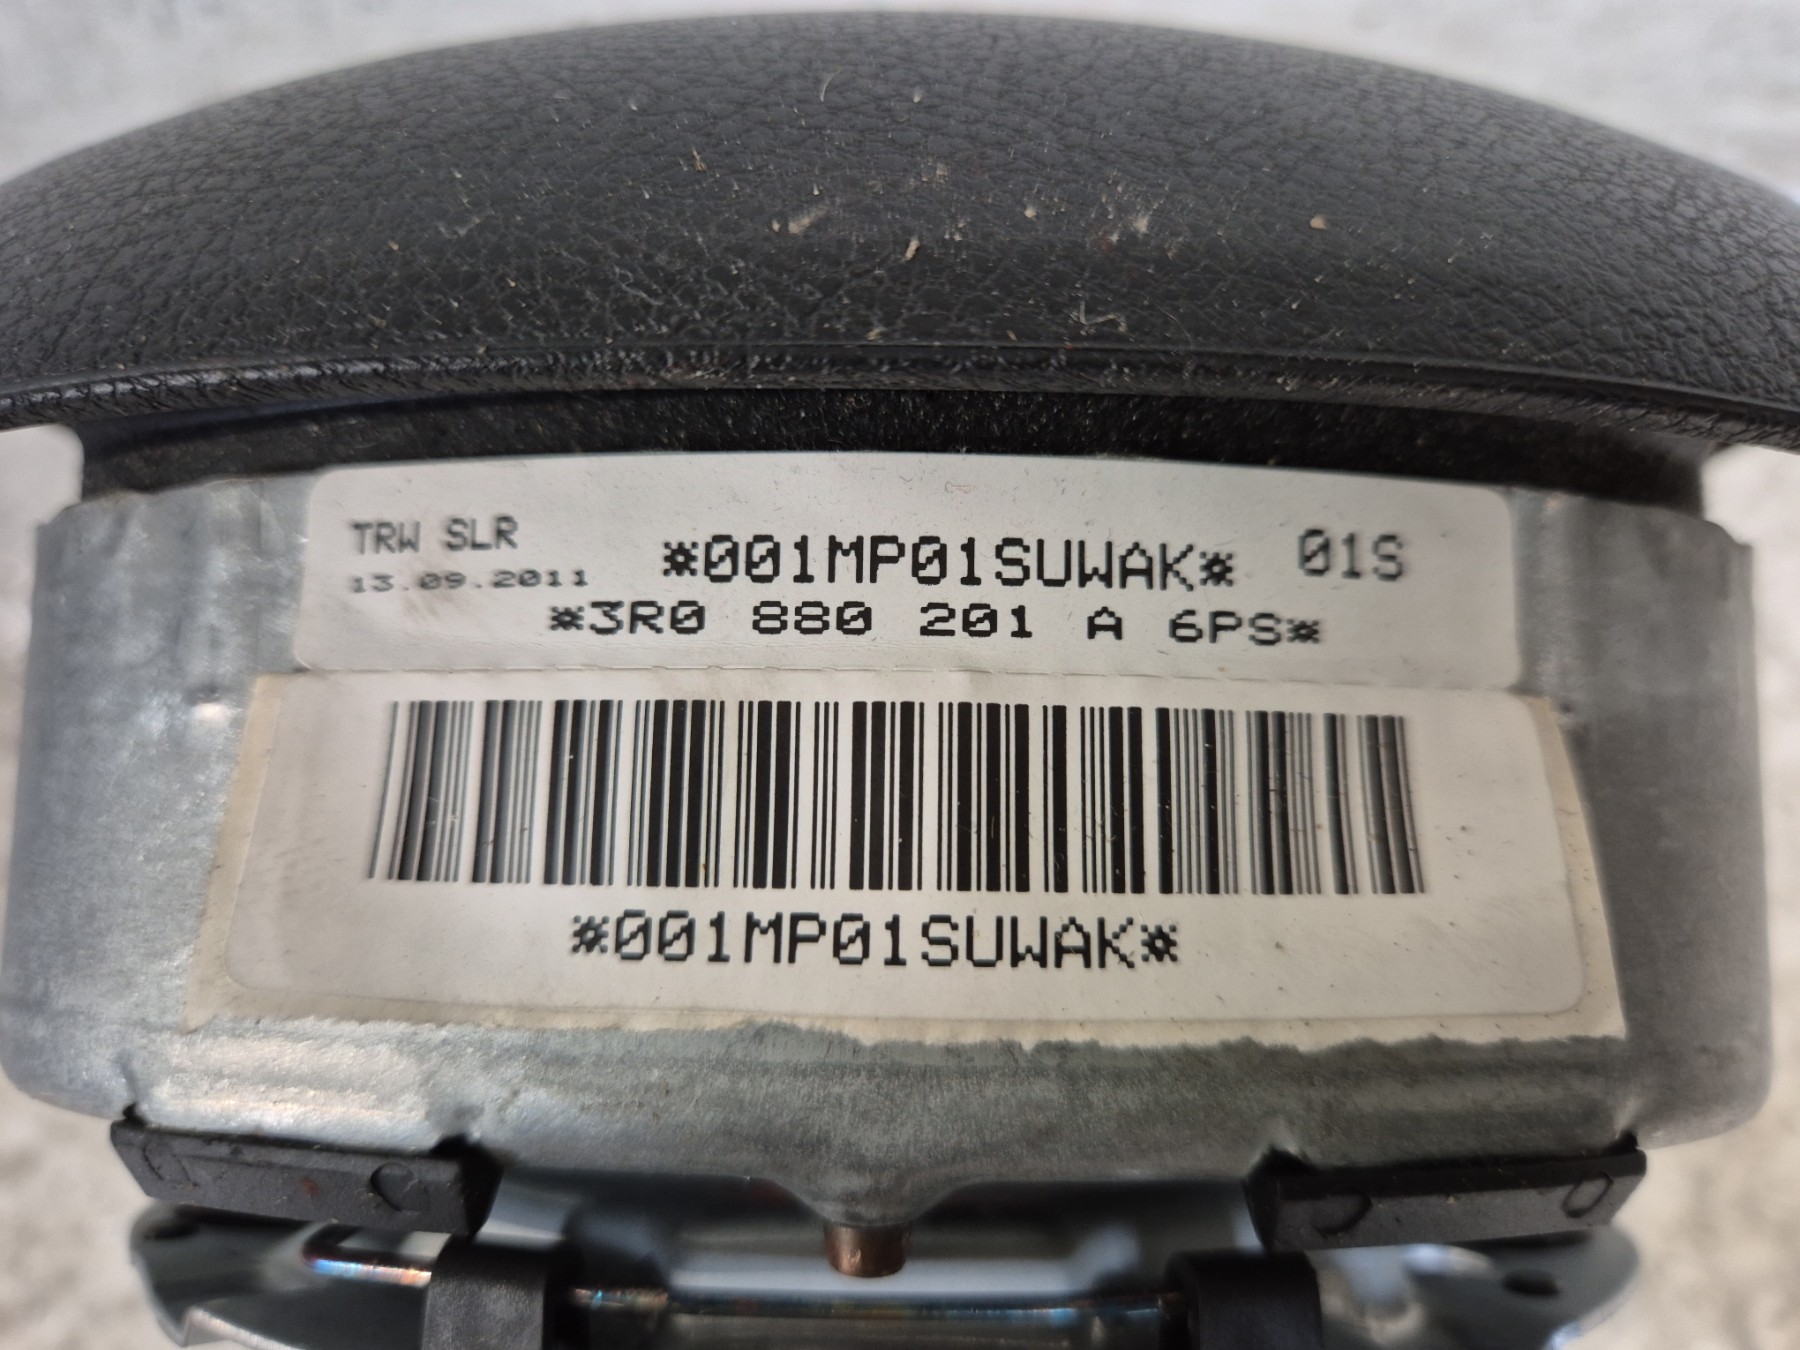 TRW SLR *001MP01SUWAK* 01S
13.09.2011
*3R0 880 201 A 6PS*
*001MP01SUWAK*